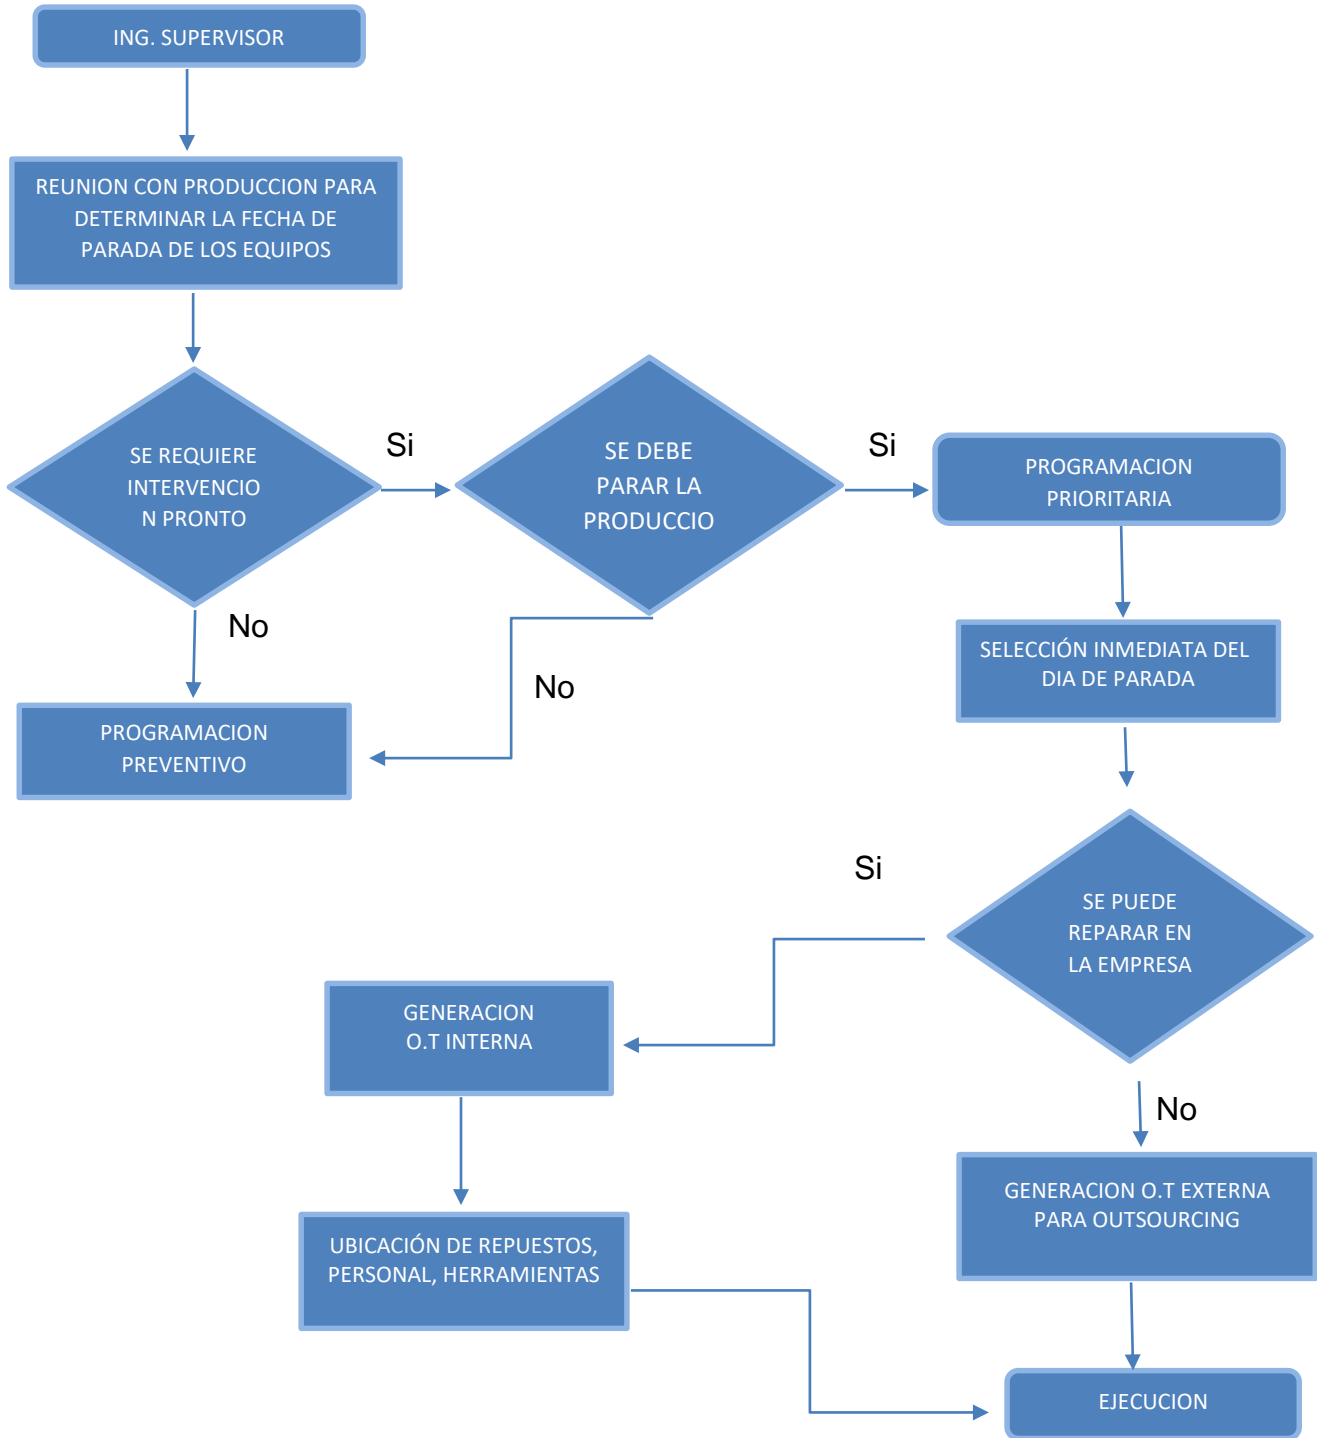 ING. SUPERVISOR
REUNION CON PRODUCCION PARA
DETERMINAR LA FECHA DE
PARADA DE LOS EQUIPOS
SE REQUIERE
INTERVENCIO
N PRONTO
Si
SE DEBE
PARAR LA
PRODUCCIO
Si
PROGRAMACION
PRIORITARIA
No
No
PROGRAMACION
PREVENTIVO
SELECCIÓN INMEDIATA DEL
DIA DE PARADA
SE PUEDE
REPARAR EN
LA EMPRESA
Si
No
GENERACION
O.T INTERNA
GENERACION O.T EXTERNA
PARA OUTSOURCING
UBICACIÓN DE REPUESTOS,
PERSONAL, HERRAMIENTAS
EJECUCION